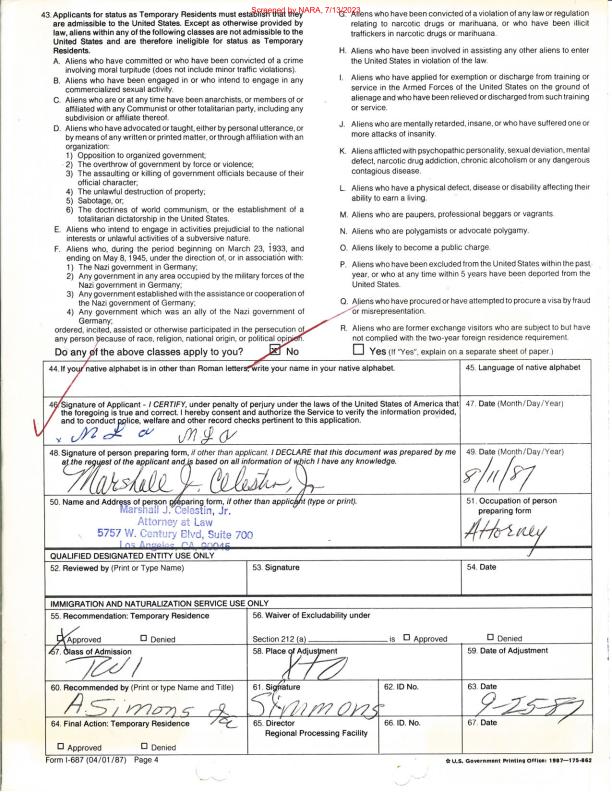 Screened by NARA, 7/13/2023
43. Applicants for status as Temporary Residents must establish that they
are admissible to the United States. Except as otherwise provided by
law, aliens within any of the following classes are not admissible to the
United States and are therefore ineligible for status as Temporary
Residents.
A. Aliens who have committed or who have been convicted of a crime
involving moral turpitude (does not include minor traffic violations).
B. Aliens who have been engaged in or who intend to engage in any
commercialized sexual activity.
C. Aliens who are or at any time have been anarchists, or members of or
affiliated with any Communist or other totalitarian party, including any
subdivision or affiliate thereof.
D. Aliens who have advocated or taught, either by personal utterance, or
by means of any written or printed matter, or through affiliation with an
organization:
1) Opposition to organized government;
2) The overthrow of government by force or violence;
3) The assaulting or killing of government officials because of their
official character;
4) The unlawful destruction of property;
5) Sabotage, or;
6) The doctrines of world communism, or the establishment of a
totalitarian dictatorship in the United States.
E. Aliens who intend to engage in activities prejudicial to the national
interests or unlawful activities of a subversive nature.
F. Aliens who, during the period beginning on March 23, 1933, and
ending on May 8, 1945, under the direction of, or in association with:
1) The Nazi government in Germany;
2) Any government in any area occupied by the military forces of the
Nazi government in Germany;
3) Any government established with the assistance or cooperation of
the Nazi government of Germany;
4) Any government which was an ally of the Nazi government of
Germany;
ordered, incited, assisted or otherwise participated in the persecution of
any person because of race, religion, national origin, or political opinion.
G. Aliens who have been convicted of a violation of any law or regulation
relating to narcotic drugs or marihuana, or who have been illicit
traffickers in narcotic drugs or marihuana.
H. Aliens who have been involved in assisting any other aliens to enter
the United States in violation of the law.
I. Aliens who have applied for exemption or discharge from training or
service in the Armed Forces of the United States on the ground of
alienage and who have been relieved or discharged from such training
or service.
J. Aliens who are mentally retarded, insane, or who have suffered one or
more attacks of insanity.
K. Aliens afflicted with psychopathic personality, sexual deviation, mental
defect, narcotic drug addiction, chronic alcoholism or any dangerous
contagious disease.
L. Aliens who have a physical defect, disease or disability affecting their
ability to earn a living.
M. Aliens who are paupers, professional beggars or vagrants.
N. Aliens who are polygamists or advocate polygamy.
O. Aliens likely to become a public charge.
P. Aliens who have been excluded from the United States within the past
year, or who at any time within 5 years have been deported from the
United States.
Q. Aliens who have procured or have attempted to procure a visa by fraud
or misrepresentation.
R. Aliens who are former exchange visitors who are subject to but have
not complied with the two-year foreign residence requirement.
Do any of the above classes apply to you? ☒ No ☐ Yes (If "Yes", explain on a separate sheet of paper.)
44. If your native alphabet is in other than Roman letters, write your name in your native alphabet.
45. Language of native alphabet
46. Signature of Applicant - I CERTIFY, under penalty of perjury under the laws of the United States of America that
the foregoing is true and correct. I hereby consent and authorize the Service to verify the information provided,
and to conduct police, welfare and other record checks pertinent to this application.
47. Date (Month/Day/Year)
48. Signature of person preparing form, if other than applicant. I DECLARE that this document was prepared by me
at the request of the applicant and is based on all information of which I have any knowledge.
Marshall J. Celestin, Jr
49. Date (Month/Day/Year)
8/11/87
50. Name and Address of person preparing form, if other than applicant (type or print).
Marshall J. Celestin, Jr.
Attorney at Law
5757 W. Century Blvd, Suite 700
Los Angeles, CA 90045
51. Occupation of person
preparing form
Attorney
QUALIFIED DESIGNATED ENTITY USE ONLY
52. Reviewed by (Print or Type Name)
53. Signature
54. Date
IMMIGRATION AND NATURALIZATION SERVICE USE ONLY
55. Recommendation: Temporary Residence
Approved ☐ Denied
56. Waiver of Excludability under
Section 212 (a) ____ is ☐ Approved ☐ Denied
57. Class of Admission
58. Place of Adjustment
59. Date of Adjustment
60. Recommended by (Print or type Name and Title)
A. Simons
61. Signature
Simmons
62. ID No.
63. Date
9-25-87
64. Final Action: Temporary Residence
☐ Approved ☐ Denied
65. Director
Regional Processing Facility
66. ID No.
67. Date
Form I-687 (04/01/87) Page 4
☆ U.S. Government Printing Office: 1987—175-862